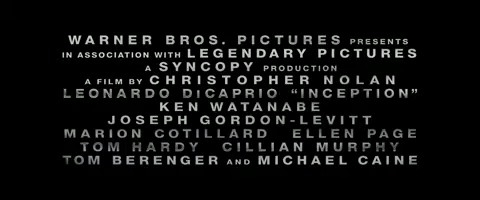 WARNER BROS. PICTURES PRESENTS
IN ASSOCIATION WITH LEGENDARY PICTURES
A SYNCOPY PRODUCTION
A FILM BY CHRISTOPHER NOLAN
LEONARDO DiCAPRIO “INCEPTION”
KEN WATANABE
JOSEPH GORDON-LEVITT
MARION COTILLARD ELLEN PAGE
TOM HARDY CILLIAN MURPHY
TOM BERENGER AND MICHAEL CAINE